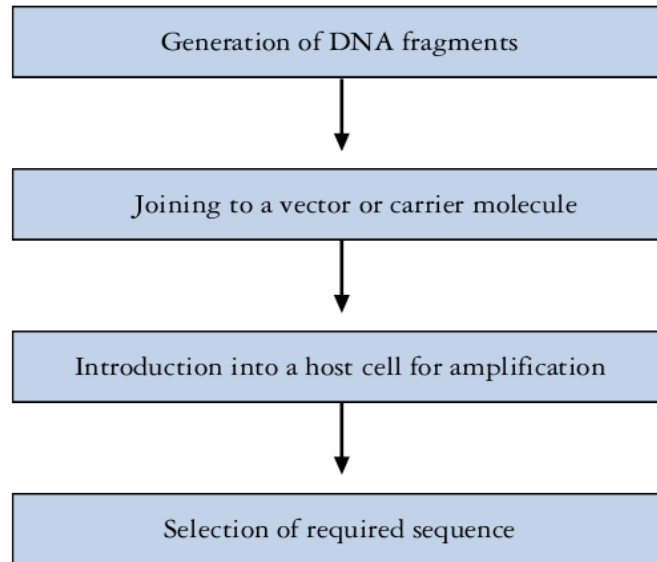 Generation of DNA fragments
Joining to a vector or carrier molecule
Introduction into a host cell for amplification
Selection of required sequence